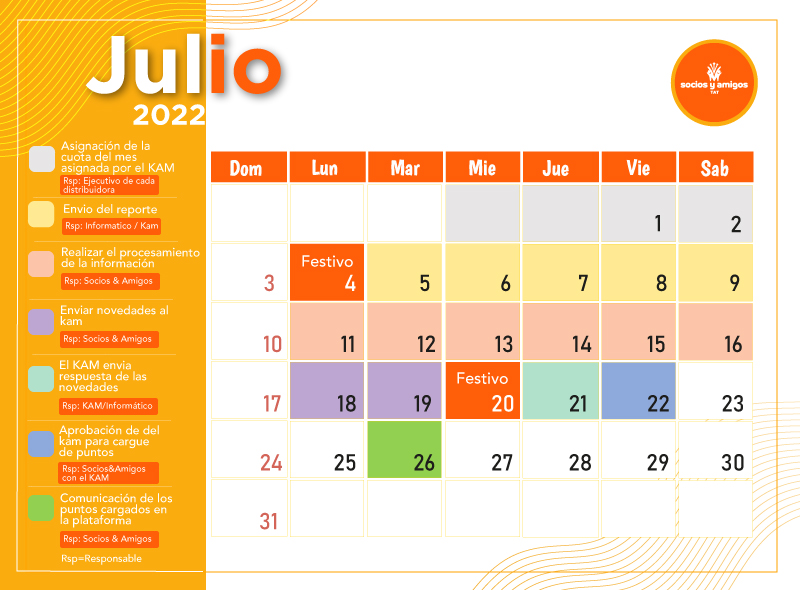 Julio
2022
socios y amigos
TAT
Asignación de la
cuota del mes
asignada por el KAM
Rsp: Ejecutivo de cada
distribuidora
Envio del reporte
Rsp: Informatico / Kam
Realizar el procesamiento
de la información
Rsp: Socios & Amigos
Enviar novedades al
kam
Rsp: Socios & Amigos
El KAM envia
respuesta de las
novedades
Rsp: KAM/Informático
Aprobación de del
kam para cargue
de puntos
Rsp: Socios&Amigos
con el KAM
Comunicación de los
puntos cargados en
la plataforma
Rsp: Socios & Amigos
Rsp=Responsable
Dom Lun Mar Mie Jue Vie Sab
1 2
Festivo
3 4 5 6 7 8 9
10 11 12 13 14 15 16
Festivo
17 18 19 20 21 22 23
24 25 26 27 28 29 30
31